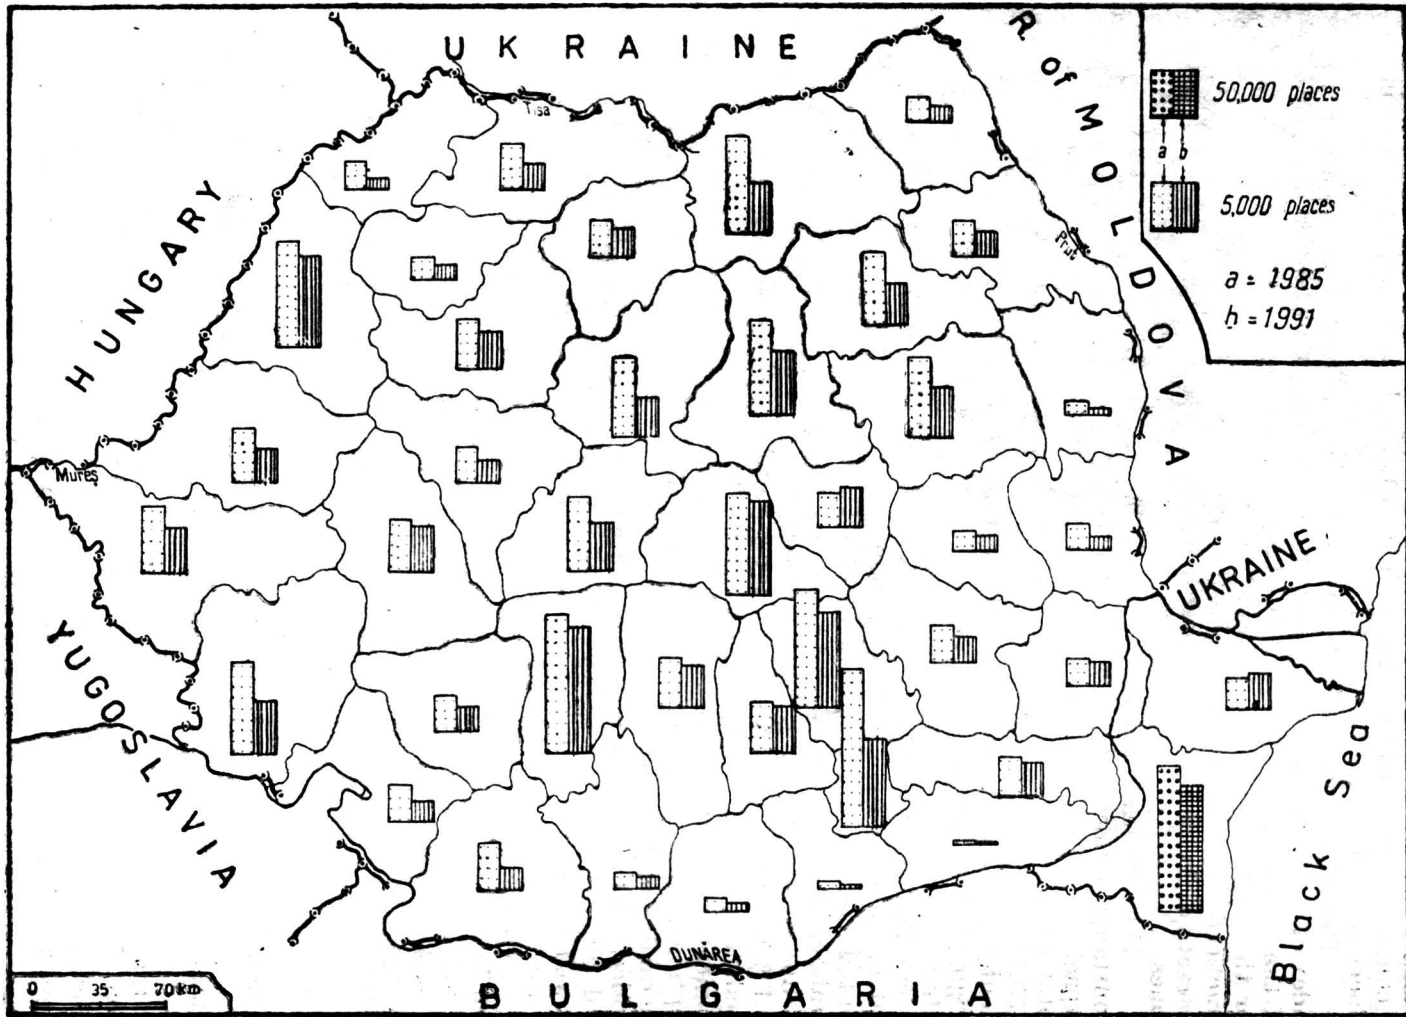 UKRAINE
R of MOLDOVA
HUNGARY
YUGOSLAVIA
UKRAINE
Black Sea
BULGARIA
Tisa
Prut
Mureş
DUNĂREA
50,000 places
a b
5,000 places
a = 1985
h = 1991
0 35 70 km